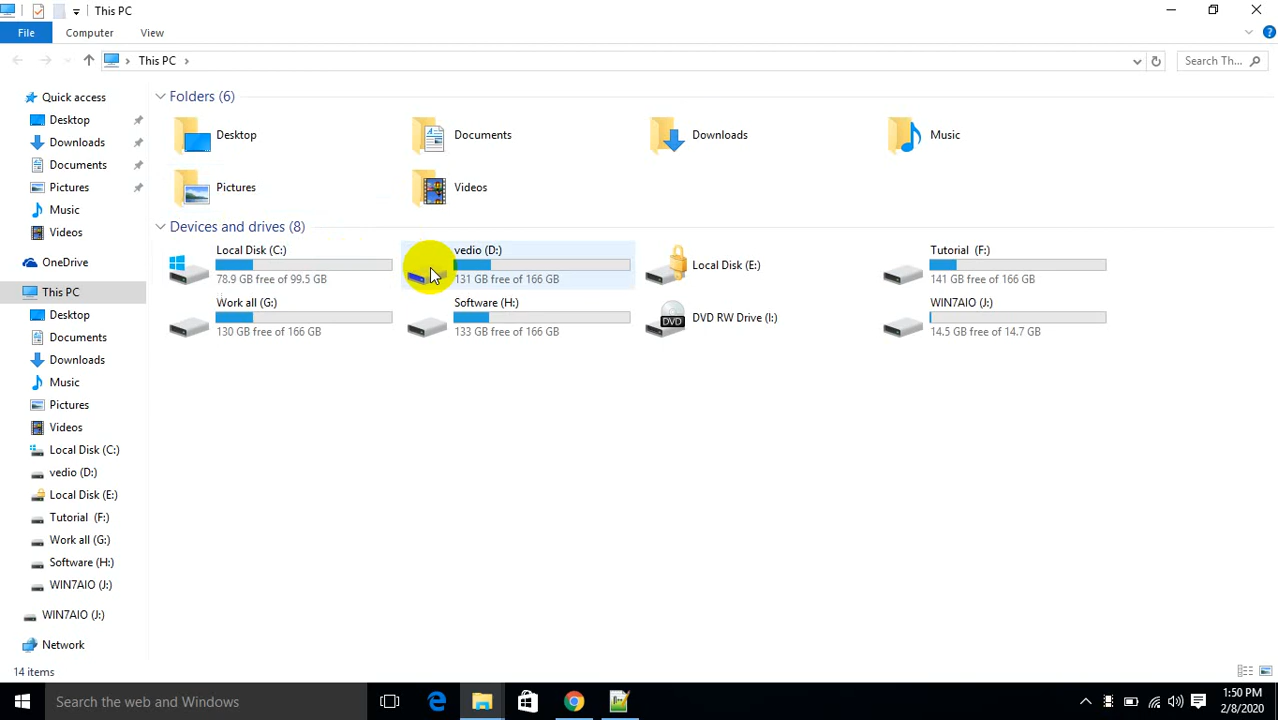 This PC
File
Computer
View
This PC
Search Th...
Quick access
Desktop
Downloads
Documents
Pictures
Music
Videos
OneDrive
This PC
Desktop
Downloads
Documents
Music
Pictures
Videos
Local Disk (C:)
vedio (D:)
Local Disk (E:)
Tutorial (F:)
Work all (G:)
Software (H:)
WIN7AIO (J:)
WIN7AIO (J:)
Network
Folders (6)
Desktop
Documents
Downloads
Music
Pictures
Videos
Devices and drives (8)
Local Disk (C:)
78.9 GB free of 99.5 GB
vedio (D:)
131 GB free of 166 GB
Local Disk (E:)
Tutorial (F:)
141 GB free of 166 GB
Work all (G:)
130 GB free of 166 GB
Software (H:)
133 GB free of 166 GB
DVD
DVD RW Drive (I:)
WIN7AIO (J:)
14.5 GB free of 14.7 GB
14 items
Search the web and Windows
1:50 PM
2/8/2020